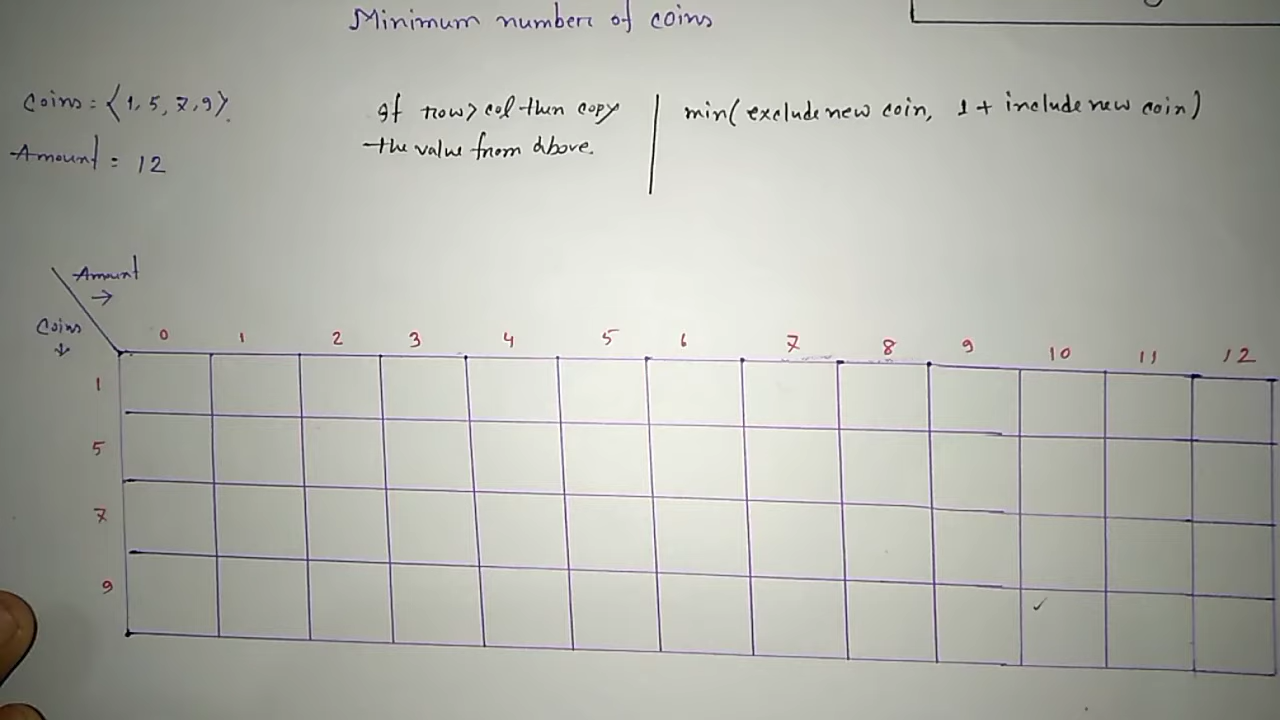 Minimum number of coins
Coins = {1, 5, 7, 9}.
Amount = 12
If row > col then copy
the value from above.
min( exclude new coin, 1 + include new coin )
Amount
→
Coins
↓
0 1 2 3 4 5 6 7 8 9 10 11 12
1
5
7
9
✓